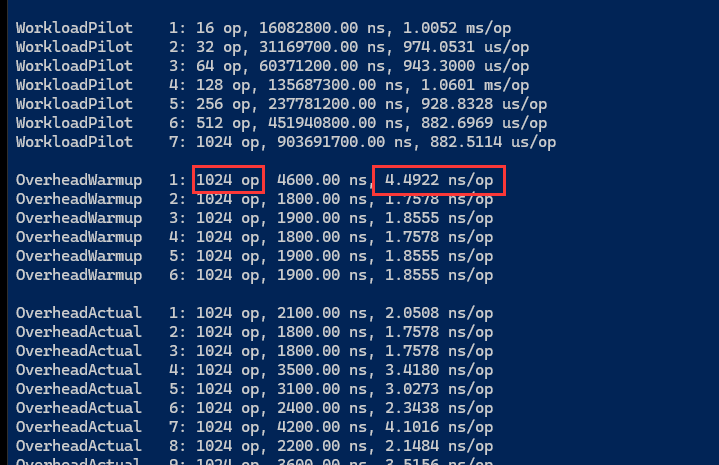 WorkloadPilot 1: 16 op, 16082800.00 ns, 1.0052 ms/op
WorkloadPilot 2: 32 op, 31169700.00 ns, 974.0531 us/op
WorkloadPilot 3: 64 op, 60371200.00 ns, 943.3000 us/op
WorkloadPilot 4: 128 op, 135687300.00 ns, 1.0601 ms/op
WorkloadPilot 5: 256 op, 237781200.00 ns, 928.8328 us/op
WorkloadPilot 6: 512 op, 451940800.00 ns, 882.6969 us/op
WorkloadPilot 7: 1024 op, 903691700.00 ns, 882.5114 us/op
OverheadWarmup 1: 1024 op, 4600.00 ns, 4.4922 ns/op
OverheadWarmup 2: 1024 op, 1800.00 ns, 1.7578 ns/op
OverheadWarmup 3: 1024 op, 1900.00 ns, 1.8555 ns/op
OverheadWarmup 4: 1024 op, 1800.00 ns, 1.7578 ns/op
OverheadWarmup 5: 1024 op, 1900.00 ns, 1.8555 ns/op
OverheadWarmup 6: 1024 op, 1900.00 ns, 1.8555 ns/op
OverheadActual 1: 1024 op, 2100.00 ns, 2.0508 ns/op
OverheadActual 2: 1024 op, 1800.00 ns, 1.7578 ns/op
OverheadActual 3: 1024 op, 1800.00 ns, 1.7578 ns/op
OverheadActual 4: 1024 op, 3500.00 ns, 3.4180 ns/op
OverheadActual 5: 1024 op, 3100.00 ns, 3.0273 ns/op
OverheadActual 6: 1024 op, 2400.00 ns, 2.3438 ns/op
OverheadActual 7: 1024 op, 4200.00 ns, 4.1016 ns/op
OverheadActual 8: 1024 op, 2200.00 ns, 2.1484 ns/op
OverheadActual 9: 1024 op, 3600.00 ns, 3.5156 ns/op